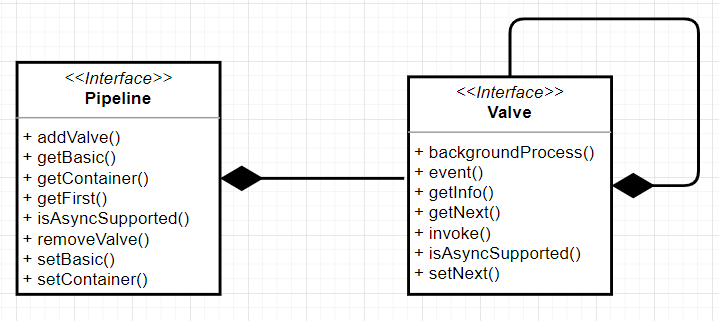 <<Interface>>
Pipeline
+ addValve()
+ getBasic()
+ getContainer()
+ getFirst()
+ isAsyncSupported()
+ removeValve()
+ setBasic()
+ setContainer()
<<Interface>>
Valve
+ backgroundProcess()
+ event()
+ getInfo()
+ getNext()
+ invoke()
+ isAsyncSupported()
+ setNext()